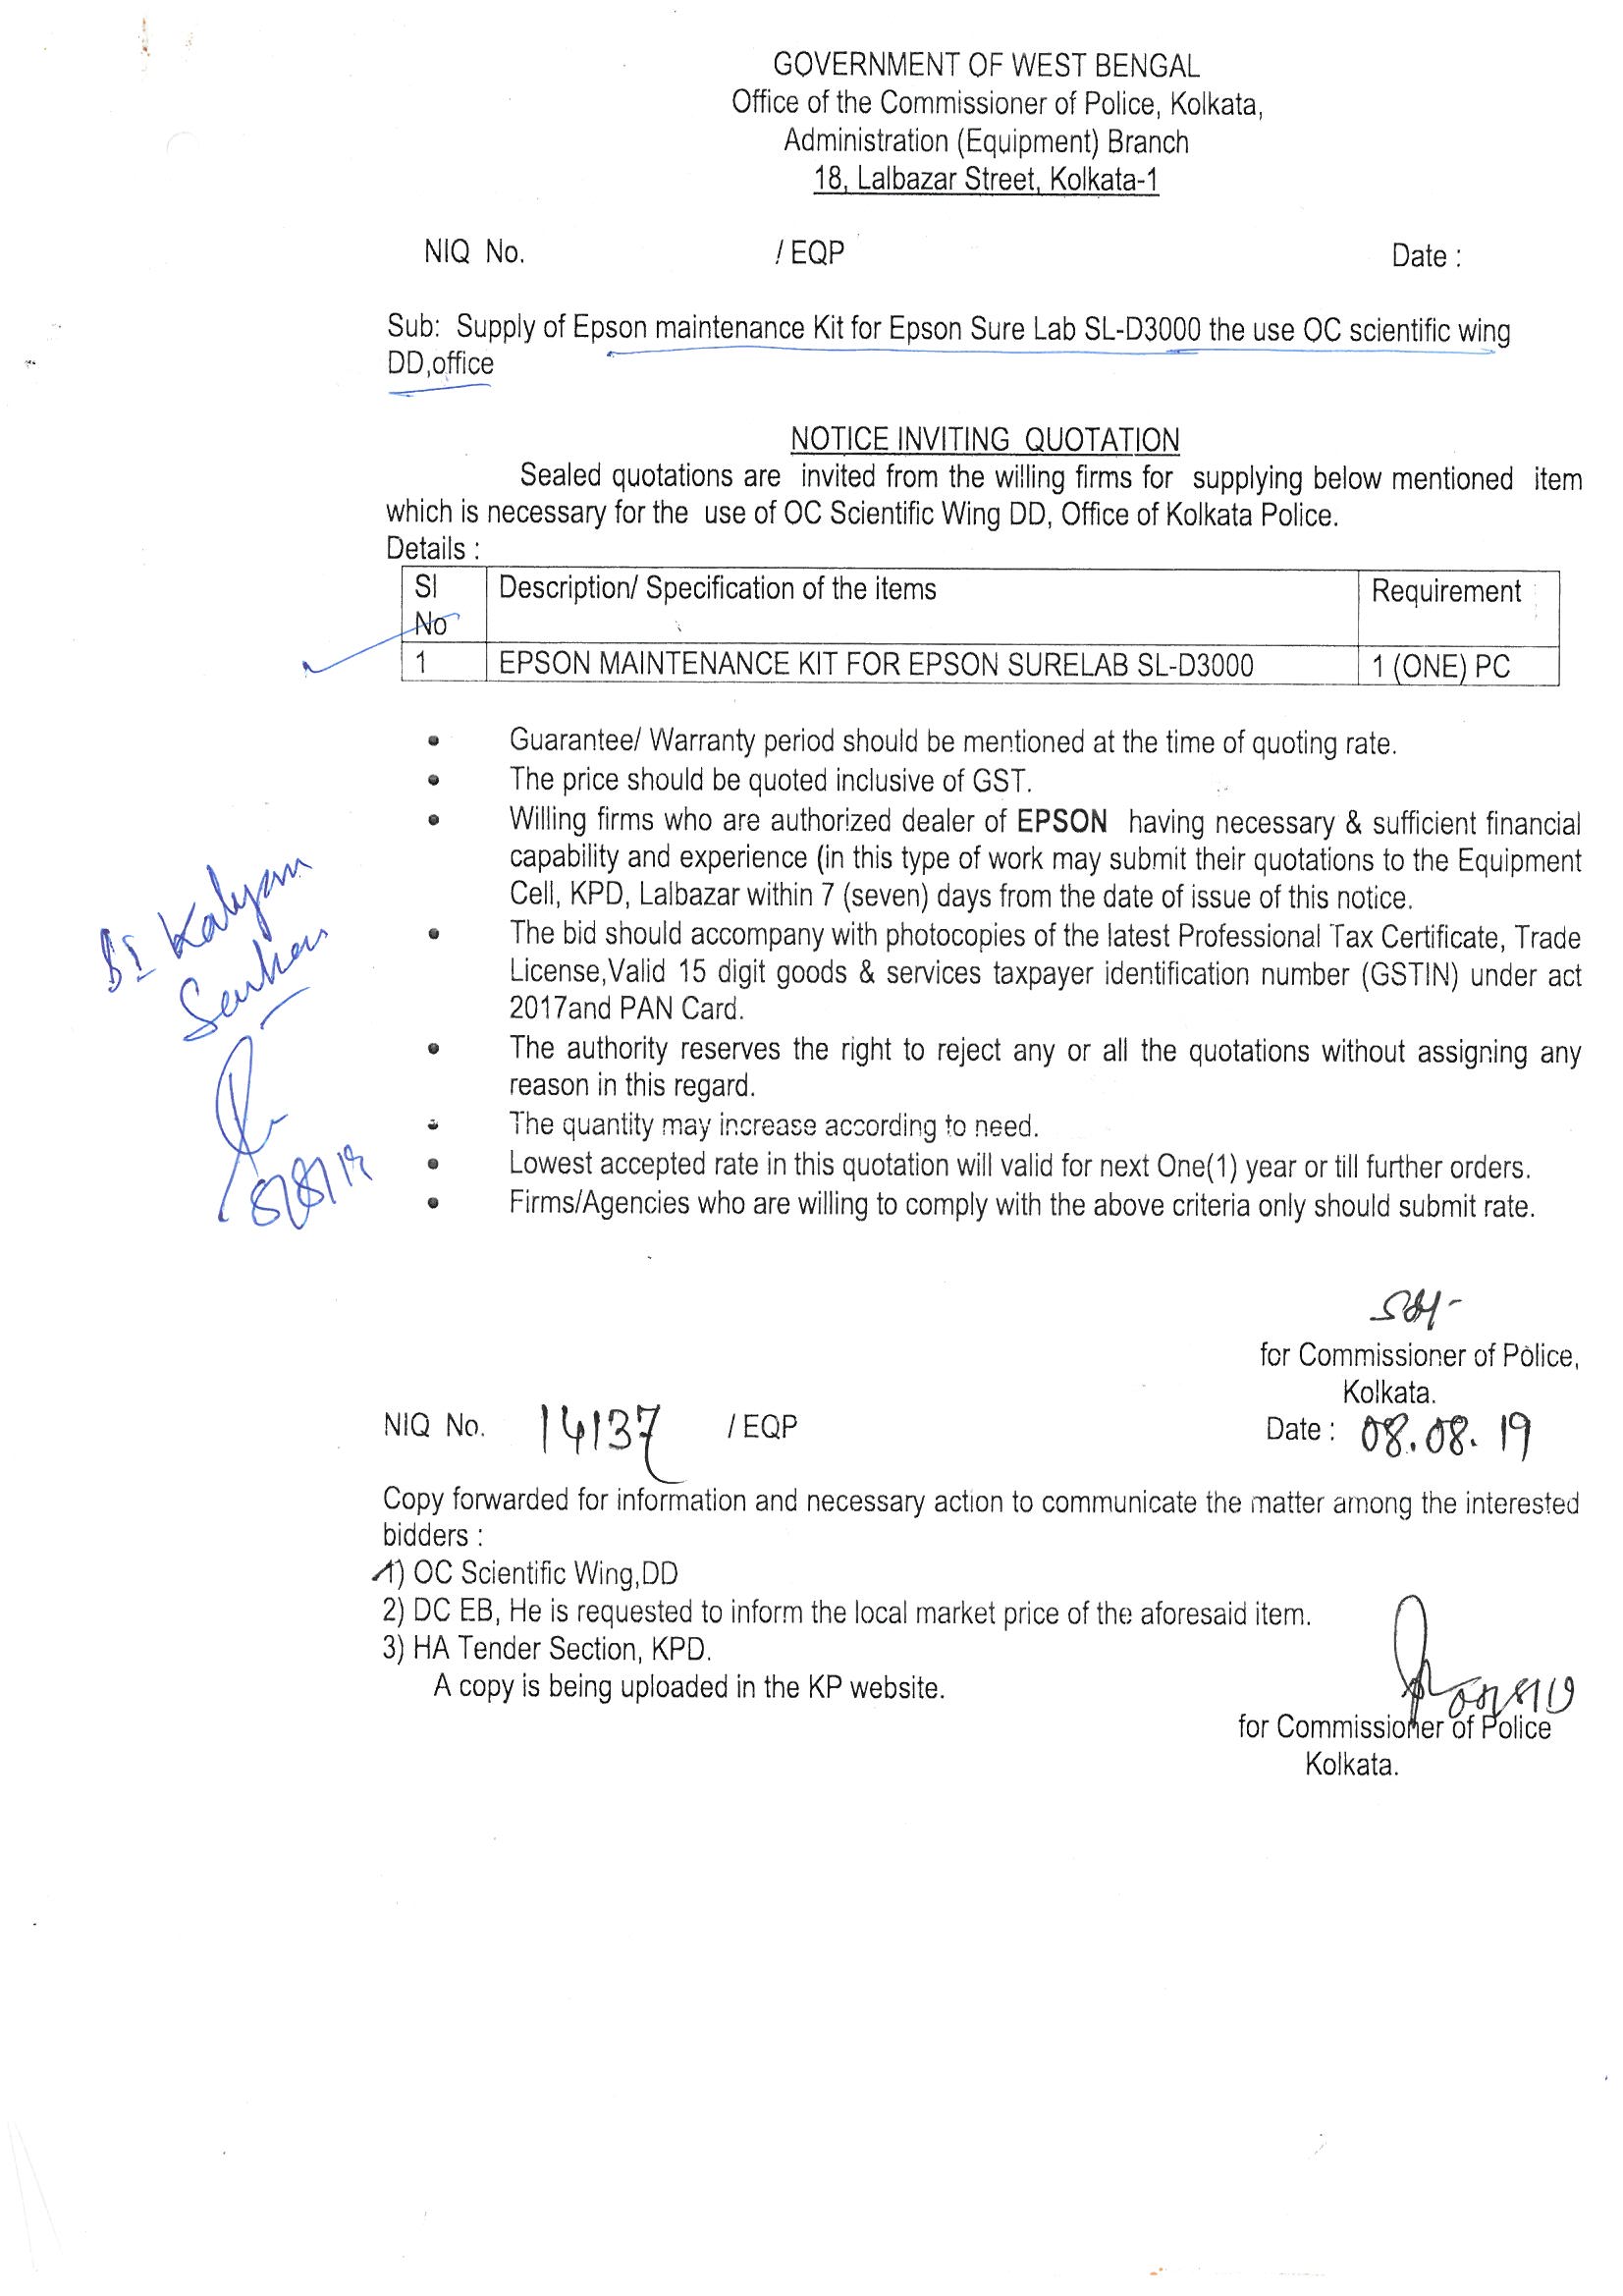 GOVERNMENT OF WEST BENGAL
Office of the Commissioner of Police, Kolkata,
Administration (Equipment) Branch
18, Lalbazar Street, Kolkata-1
NIQ No. / EQP Date :
Sub: Supply of Epson maintenance Kit for Epson Sure Lab SL-D3000 the use OC scientific wing
DD,office
NOTICE INVITING QUOTATION
Sealed quotations are invited from the willing firms for supplying below mentioned item
which is necessary for the use of OC Scientific Wing DD, Office of Kolkata Police.
Details :
Sl No Description/ Specification of the items Requirement
1 EPSON MAINTENANCE KIT FOR EPSON SURELAB SL-D3000 1 (ONE) PC
• Guarantee/ Warranty period should be mentioned at the time of quoting rate.
• The price should be quoted inclusive of GST.
• Willing firms who are authorized dealer of EPSON having necessary & sufficient financial
capability and experience (in this type of work may submit their quotations to the Equipment
Cell, KPD, Lalbazar within 7 (seven) days from the date of issue of this notice.
• The bid should accompany with photocopies of the latest Professional Tax Certificate, Trade
License,Valid 15 digit goods & services taxpayer identification number (GSTIN) under act
2017and PAN Card.
• The authority reserves the right to reject any or all the quotations without assigning any
reason in this regard.
• The quantity may increase according to need.
• Lowest accepted rate in this quotation will valid for next One(1) year or till further orders.
• Firms/Agencies who are willing to comply with the above criteria only should submit rate.
SI Kalyan
Sarkar
8/8/19
Sd/-
for Commissioner of Police,
Kolkata.
NIQ No. 14137 / EQP Date : 08.08.19
Copy forwarded for information and necessary action to communicate the matter among the interested
bidders :
1) OC Scientific Wing,DD
2) DC EB, He is requested to inform the local market price of the aforesaid item.
3) HA Tender Section, KPD.
A copy is being uploaded in the KP website.
08/8/19
for Commissioner of Police
Kolkata.